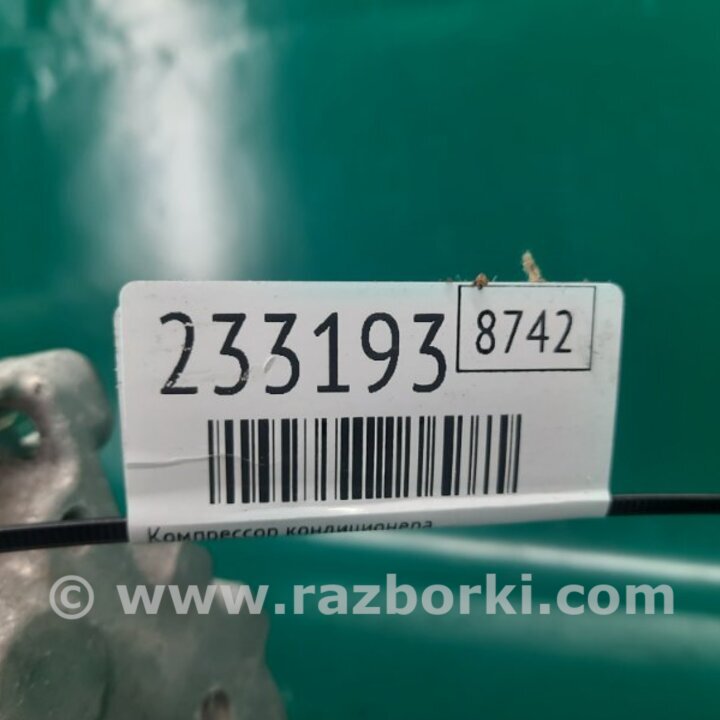 233193 8742
Компрессор кондиционера
© www.razborki.com